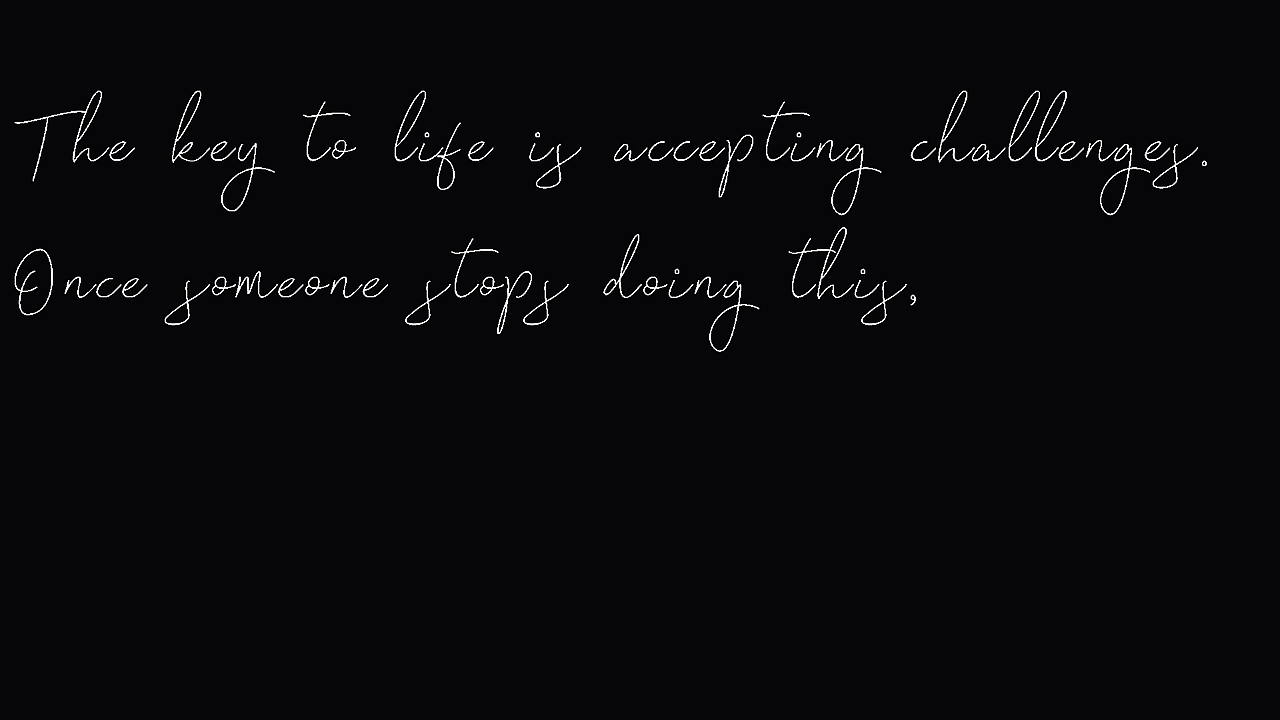 The key to life is accepting challenges.
Once someone stops doing this,